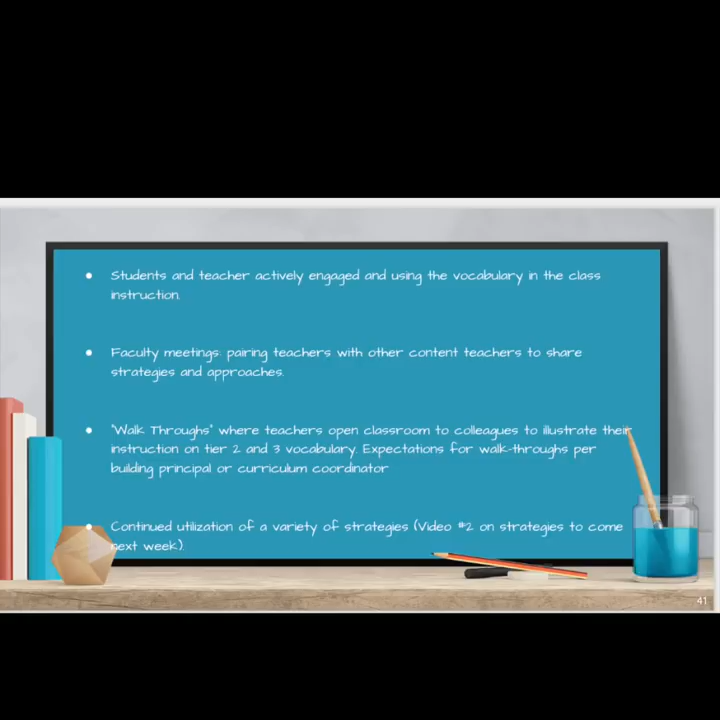 ● Students and teacher actively engaged and using the vocabulary in the class
instruction.
● Faculty meetings: pairing teachers with other content teachers to share
strategies and approaches.
● "Walk Throughs" where teachers open classroom to colleagues to illustrate their
instruction on tier 2 and 3 vocabulary. Expectations for walk-throughs per
building principal or curriculum coordinator
● Continued utilization of a variety of strategies (Video #2 on strategies to come
next week).
41